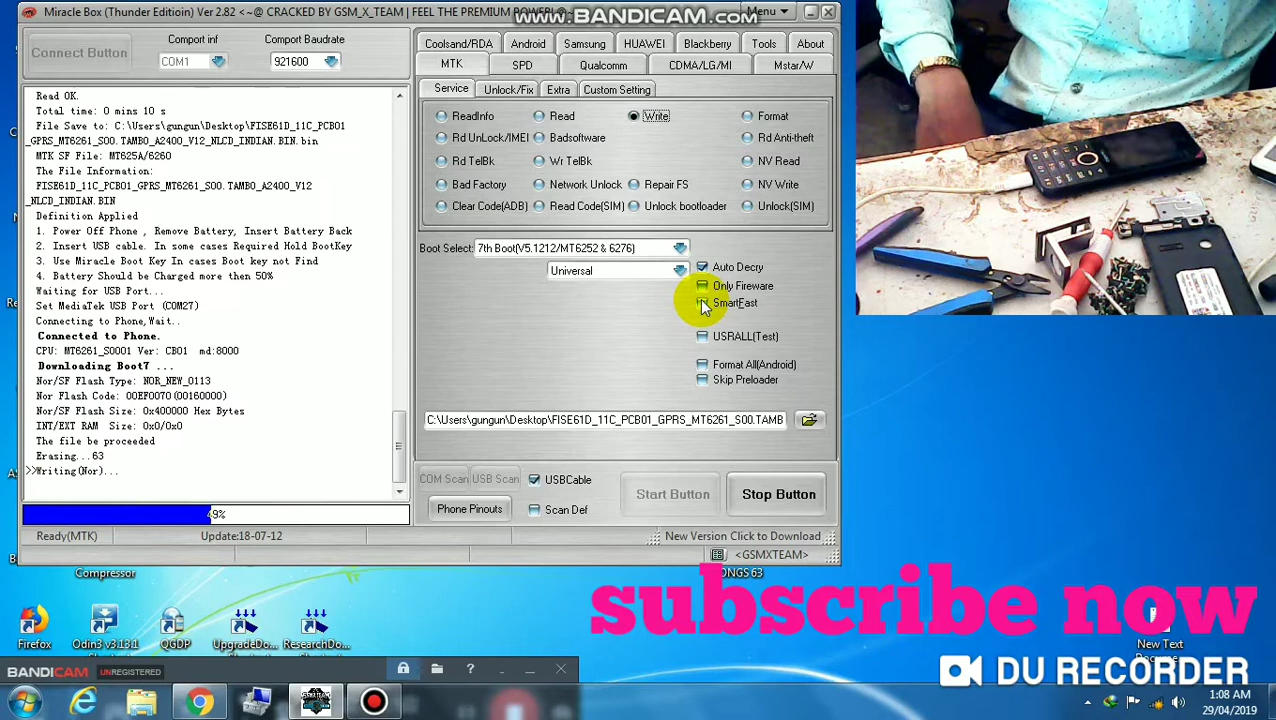 Miracle Box (Thunder Editioin) Ver 2.82 <~@ CRACKED BY GSM_X_TEAM | FEEL THE PREMIUM POWER!
www.BANDICAM.com
Menu
Connect Button
Comport inf
Comport Baudrate
COM1
921600
Coolsand/RDA
Android
Samsung
HUAWEI
Blackberry
Tools
About
MTK
SPD
Qualcomm
CDMA/LG/MI
Mstar/W
Service
Unlock/Fix
Extra
Custom Setting
ReadInfo
Read
Write
Format
Rd UnLock/IMEI
Badsoftware
Rd Anti-theft
Rd TelBk
Wr TelBk
NV Read
Bad Factory
Network Unlock
Repair FS
NV Write
Clear Code(ADB)
Read Code(SIM)
Unlock bootloader
Unlock(SIM)
Boot Select:
7th Boot(V5.1212/MT6252 & 6276)
Universal
Auto Decry
Only Fireware
SmartFast
USRALL(Test)
Format All(Android)
Skip Preloader
C:\Users\gungun\Desktop\FISE61D_11C_PCB01_GPRS_MT6261_S00.TAMB
COM Scan
USB Scan
USBCable
Start Button
Stop Button
Phone Pinouts
Scan Def
Read OK.
Total time: 0 mins 10 s
File Save to: C:\Users\gungun\Desktop\FISE61D_11C_PCB01
_GPRS_MT6261_S00.TAMBO_A2400_V12_NLCD_INDIAN.BIN.bin
MTK SF File: MT625A/6260
The File Information:
FISE61D_11C_PCB01_GPRS_MT6261_S00.TAMBO_A2400_V12
_NLCD_INDIAN.BIN
Definition Applied
1. Power Off Phone , Remove Battery, Insert Battery Back
2. Insert USB cable. In some cases Required Hold BootKey
3. Use Miracle Boot Key In cases Boot key not Find
4. Battery Should be Charged more then 50%
Waiting for USB Port...
Set MediaTek USB Port (COM27)
Connecting to Phone,Wait..
Connected to Phone.
CPU: MT6261_S0001 Ver: CB01  md:8000
Downloading Boot7 ...
Nor/SF Flash Type: NOR_NEW_0113
Nor Flash Code: 00EF0070(00160000)
Nor/SF Flash Size: 0x400000 Hex Bytes
INT/EXT RAM  Size: 0x0/0x0
The file be proceeded
Erasing...63
>>Writing(Nor)...
49%
Ready(MTK)
Update:18-07-12
New Version Click to Download
<GSMXTEAM>
Compressor
ONGS 63
subscribe now
Firefox
Odin3 v3.13.1
QGDP
UpgradeDo...
ResearchDo...
New Text
BANDICAM
UNREGISTERED
DU RECORDER
1:08 AM
29/04/2019